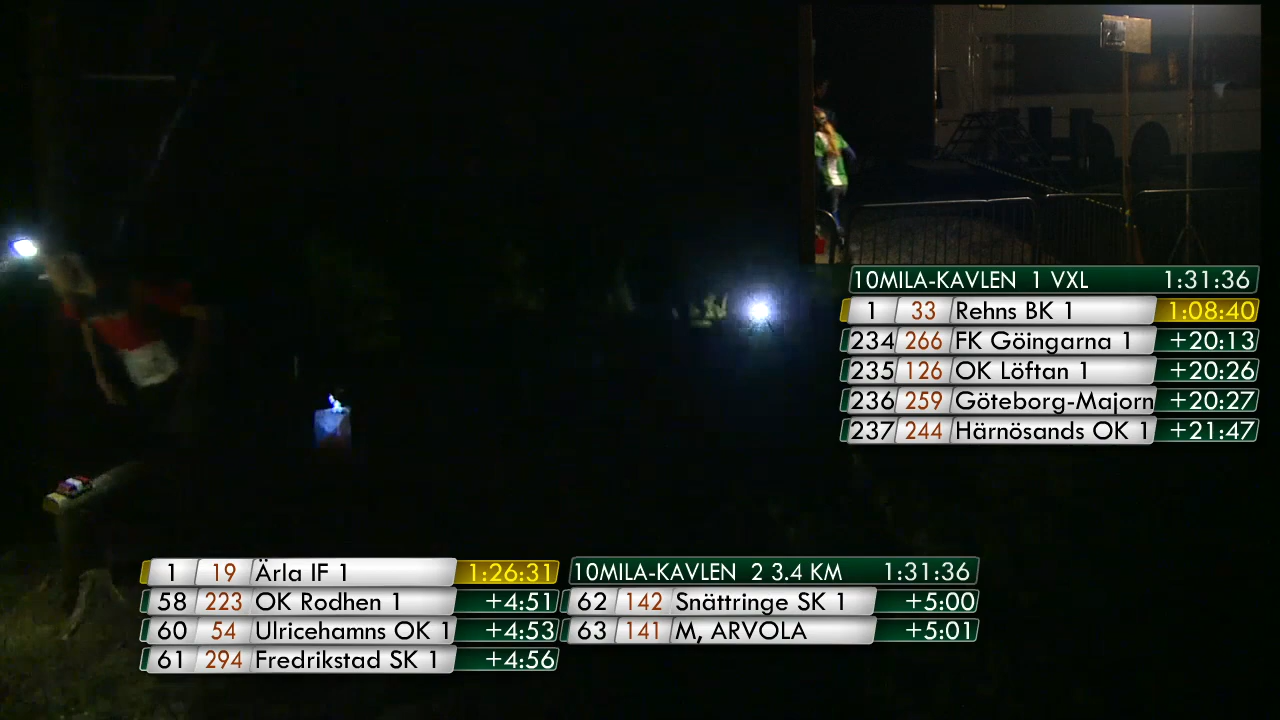 10MILA-KAVLEN 1 VXL 1:31:36
1 33 Rehns BK 1 1:08:40
234 266 FK Göingarna 1 +20:13
235 126 OK Löftan 1 +20:26
236 259 Göteborg-Majorn +20:27
237 244 Härnösands OK 1 +21:47
1 19 Ärla IF 1 1:26:31
58 223 OK Rodhen 1 +4:51
60 54 Ulricehamns OK 1 +4:53
61 294 Fredrikstad SK 1 +4:56
10MILA-KAVLEN 2 3.4 KM 1:31:36
62 142 Snättringe SK 1 +5:00
63 141 M, ARVOLA +5:01